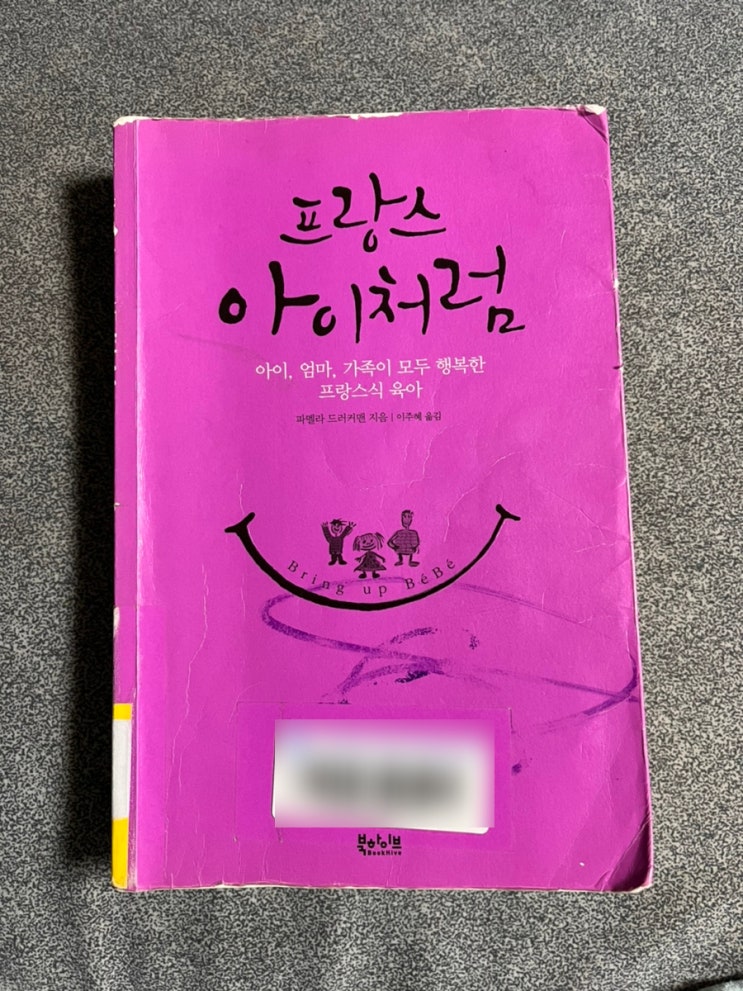 프랑스
아이처럼
아이, 엄마, 가족이 모두 행복한
프랑스식 육아
파멜라 드러커맨 지음 | 이주혜 옮김
Bring up BéBé
북하이브
BookHive